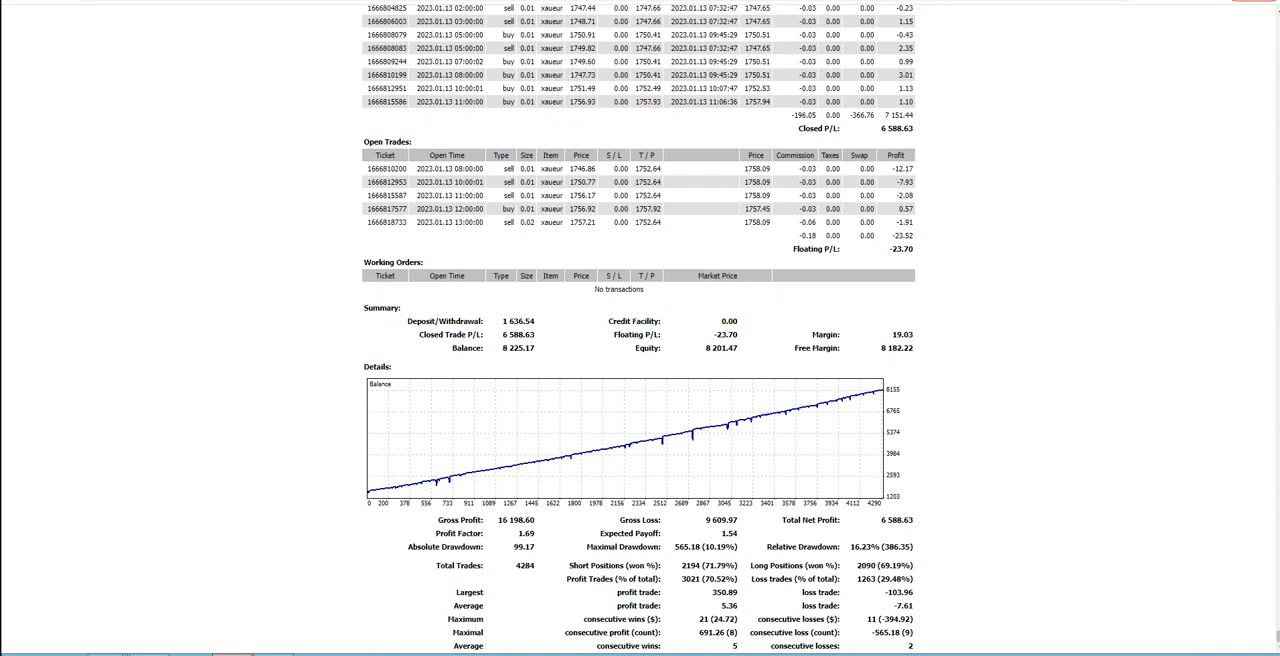 1666804825 2023.01.13 02:00:00 sell 0.01 xaueur 1747.44 0.00 1747.66 2023.01.13 07:32:47 1747.65 -0.03 0.00 0.00 -0.23
1666806003 2023.01.13 03:00:00 sell 0.01 xaueur 1748.71 0.00 1747.66 2023.01.13 07:32:47 1747.65 -0.03 0.00 0.00 1.15
1666808079 2023.01.13 05:00:00 buy 0.01 xaueur 1750.91 0.00 1750.41 2023.01.13 09:45:29 1750.51 -0.03 0.00 0.00 -0.43
1666808083 2023.01.13 05:00:00 sell 0.01 xaueur 1749.82 0.00 1747.66 2023.01.13 07:32:47 1747.65 -0.03 0.00 0.00 2.35
1666809244 2023.01.13 07:00:02 buy 0.01 xaueur 1749.60 0.00 1750.41 2023.01.13 09:45:29 1750.51 -0.03 0.00 0.00 0.99
1666810199 2023.01.13 08:00:00 buy 0.01 xaueur 1747.73 0.00 1750.41 2023.01.13 09:45:29 1750.51 -0.03 0.00 0.00 3.01
1666812951 2023.01.13 10:00:01 buy 0.01 xaueur 1751.49 0.00 1752.49 2023.01.13 10:07:47 1752.53 -0.03 0.00 0.00 1.13
1666815586 2023.01.13 11:00:00 buy 0.01 xaueur 1756.93 0.00 1757.93 2023.01.13 11:06:36 1757.94 -0.03 0.00 0.00 1.10
-196.05 0.00 -366.76 7 151.44
Closed P/L: 6 588.63
Open Trades:
Ticket Open Time Type Size Item Price S / L T / P Price Commission Taxes Swap Profit
1666810200 2023.01.13 08:00:00 sell 0.01 xaueur 1746.86 0.00 1752.64 1758.09 -0.03 0.00 0.00 -12.17
1666812953 2023.01.13 10:00:01 sell 0.01 xaueur 1750.77 0.00 1752.64 1758.09 -0.03 0.00 0.00 -7.93
1666815587 2023.01.13 11:00:00 sell 0.01 xaueur 1756.17 0.00 1752.64 1758.09 -0.03 0.00 0.00 -2.08
1666817577 2023.01.13 12:00:00 buy 0.01 xaueur 1756.92 0.00 1757.92 1757.45 -0.03 0.00 0.00 0.57
1666818733 2023.01.13 13:00:00 sell 0.02 xaueur 1757.21 0.00 1752.64 1758.09 -0.06 0.00 0.00 -1.91
-0.18 0.00 0.00 -23.52
Floating P/L: -23.70
Working Orders:
Ticket Open Time Type Size Item Price S / L T / P Market Price
No transactions
Summary:
Deposit/Withdrawal: 1 636.54 Credit Facility: 0.00
Closed Trade P/L: 6 588.63 Floating P/L: -23.70 Margin: 19.03
Balance: 8 225.17 Equity: 8 201.47 Free Margin: 8 182.22
Details:
Balance
8155
6765
5374
3984
2593
1203
0 200 378 556 733 911 1089 1267 1445 1622 1800 1978 2156 2334 2512 2689 2867 3045 3223 3401 3578 3756 3934 4112 4290
Gross Profit: 16 198.60 Gross Loss: 9 609.97 Total Net Profit: 6 588.63
Profit Factor: 1.69 Expected Payoff: 1.54
Absolute Drawdown: 99.17 Maximal Drawdown: 565.18 (10.19%) Relative Drawdown: 16.23% (386.35)
Total Trades: 4284 Short Positions (won %): 2194 (71.79%) Long Positions (won %): 2090 (69.19%)
Profit Trades (% of total): 3021 (70.52%) Loss trades (% of total): 1263 (29.48%)
Largest profit trade: 350.89 loss trade: -103.96
Average profit trade: 5.36 loss trade: -7.61
Maximum consecutive wins ($): 21 (24.72) consecutive losses ($): 11 (-394.92)
Maximal consecutive profit (count): 691.26 (8) consecutive loss (count): -565.18 (9)
Average consecutive wins: 5 consecutive losses: 2